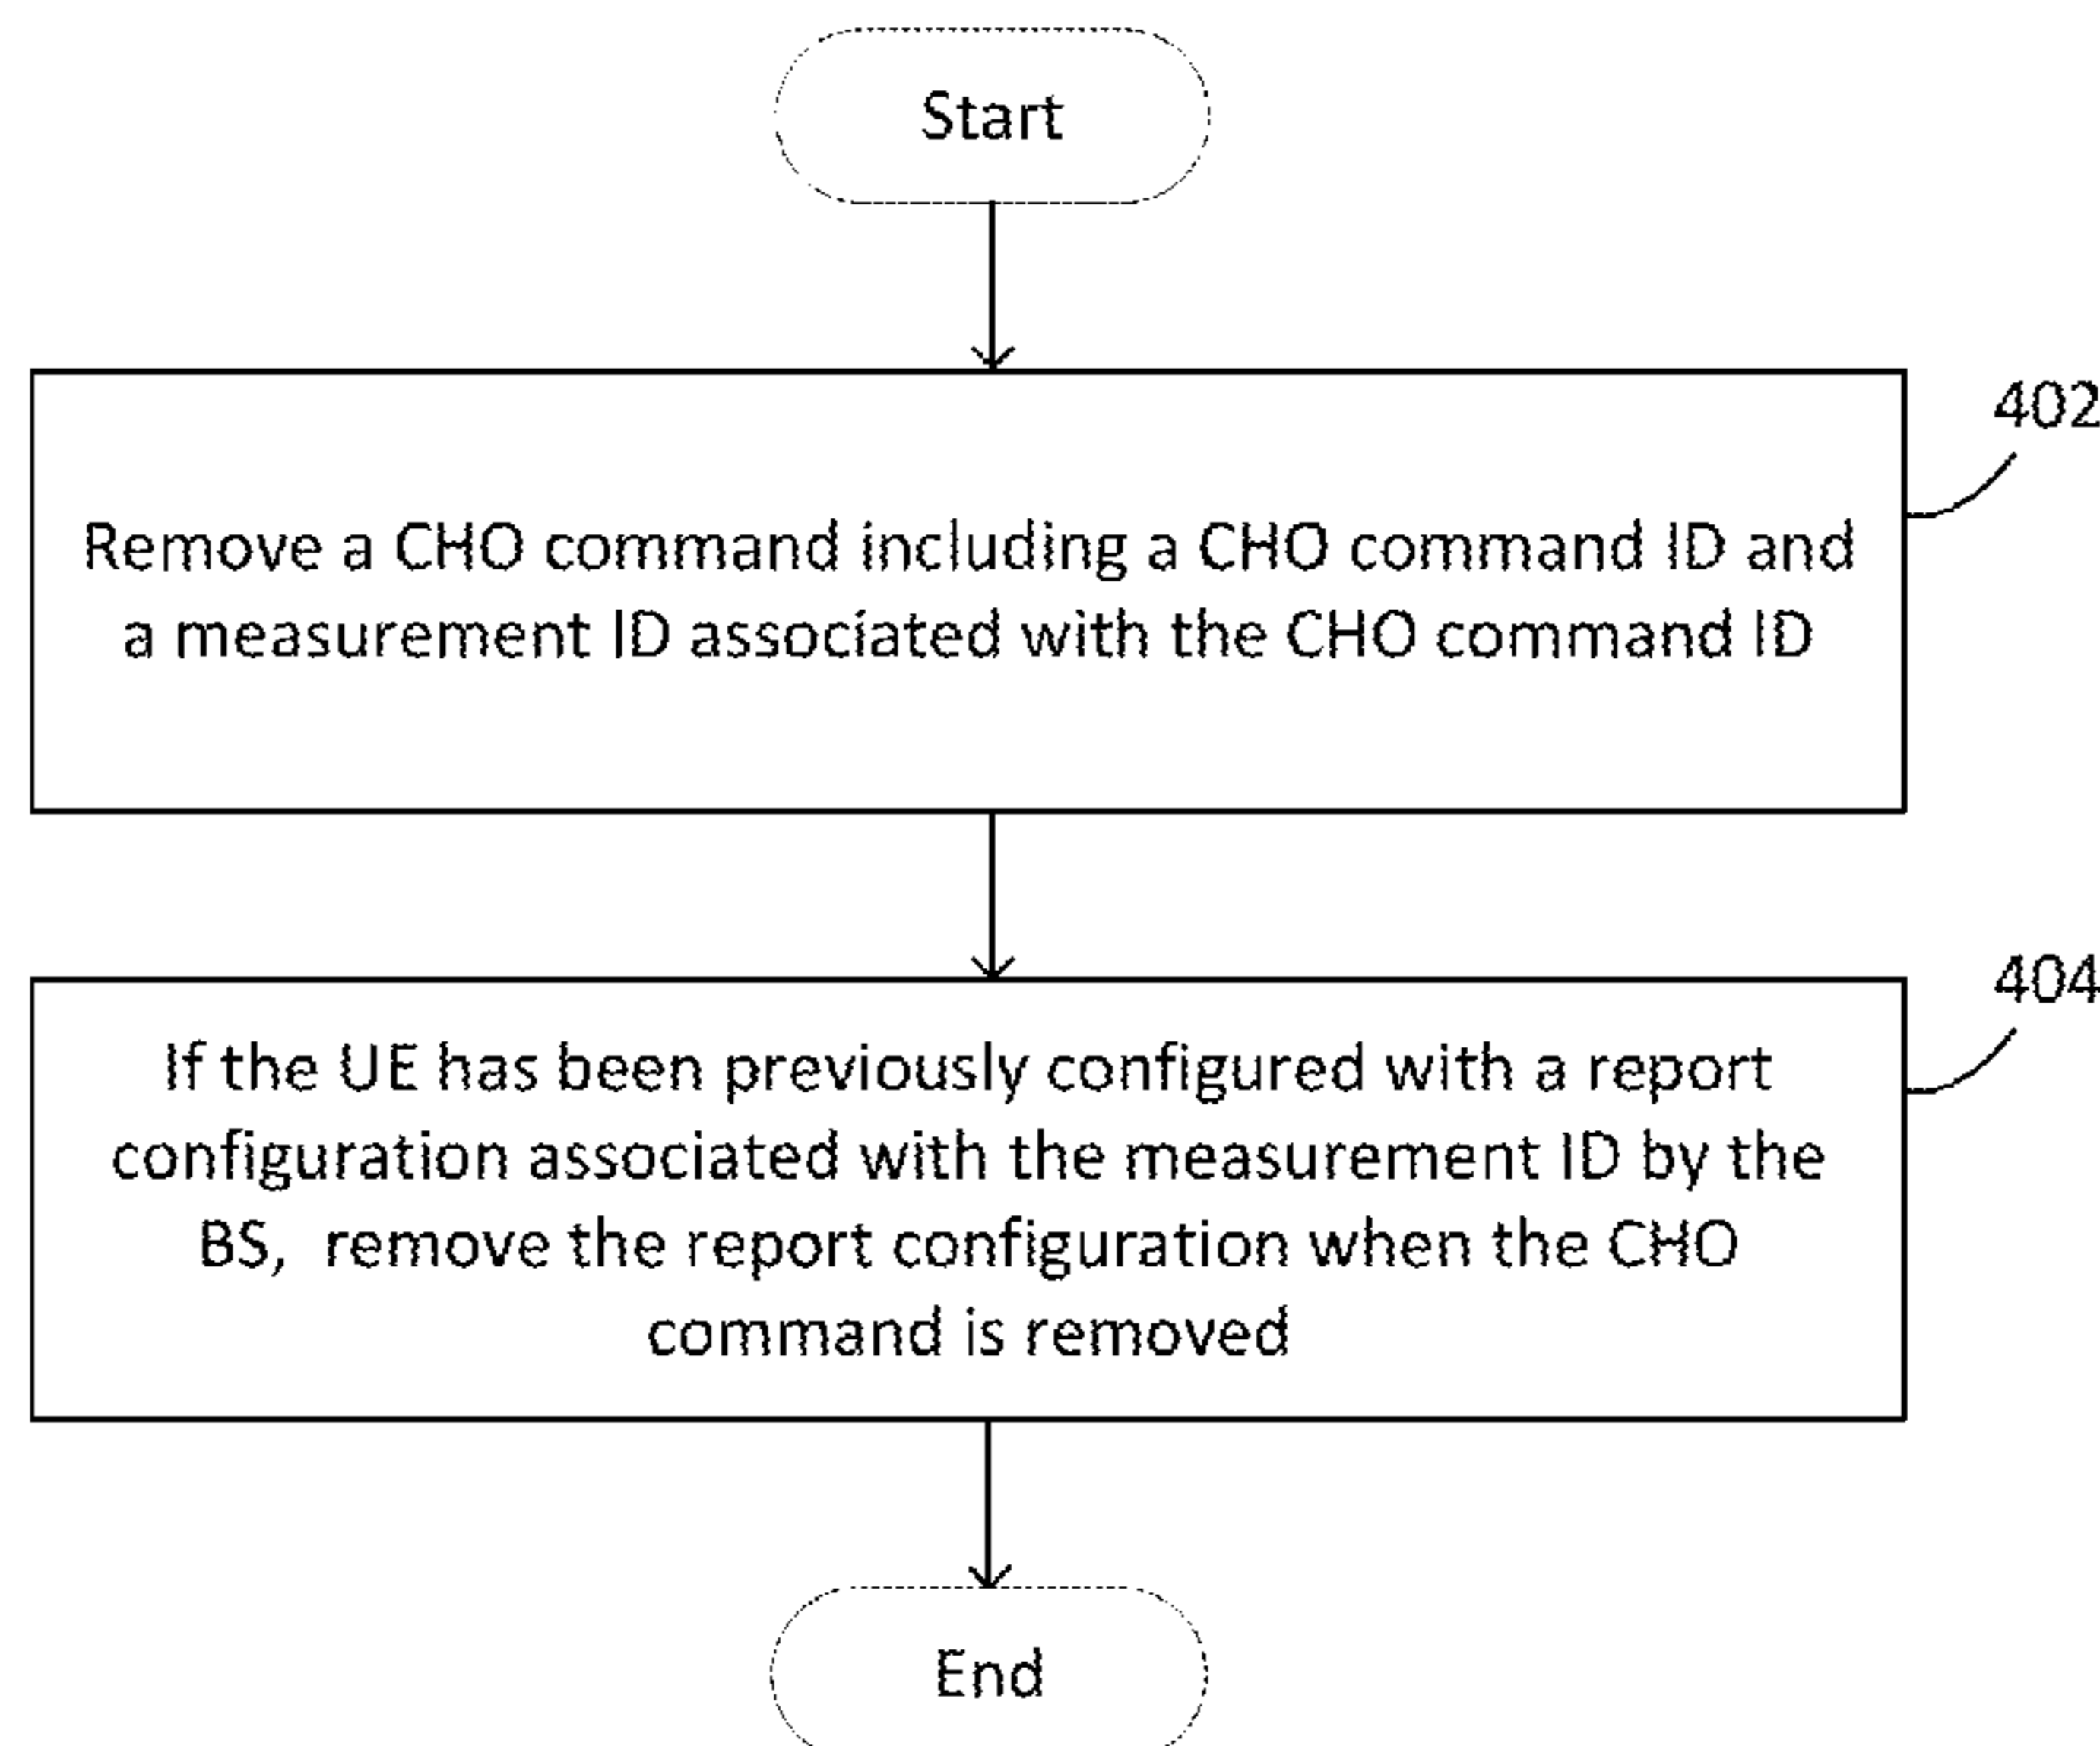 Start
402
Remove a CHO command including a CHO command ID and
a measurement ID associated with the CHO command ID
404
If the UE has been previously configured with a report
configuration associated with the measurement ID by the
BS, remove the report configuration when the CHO
command is removed
End